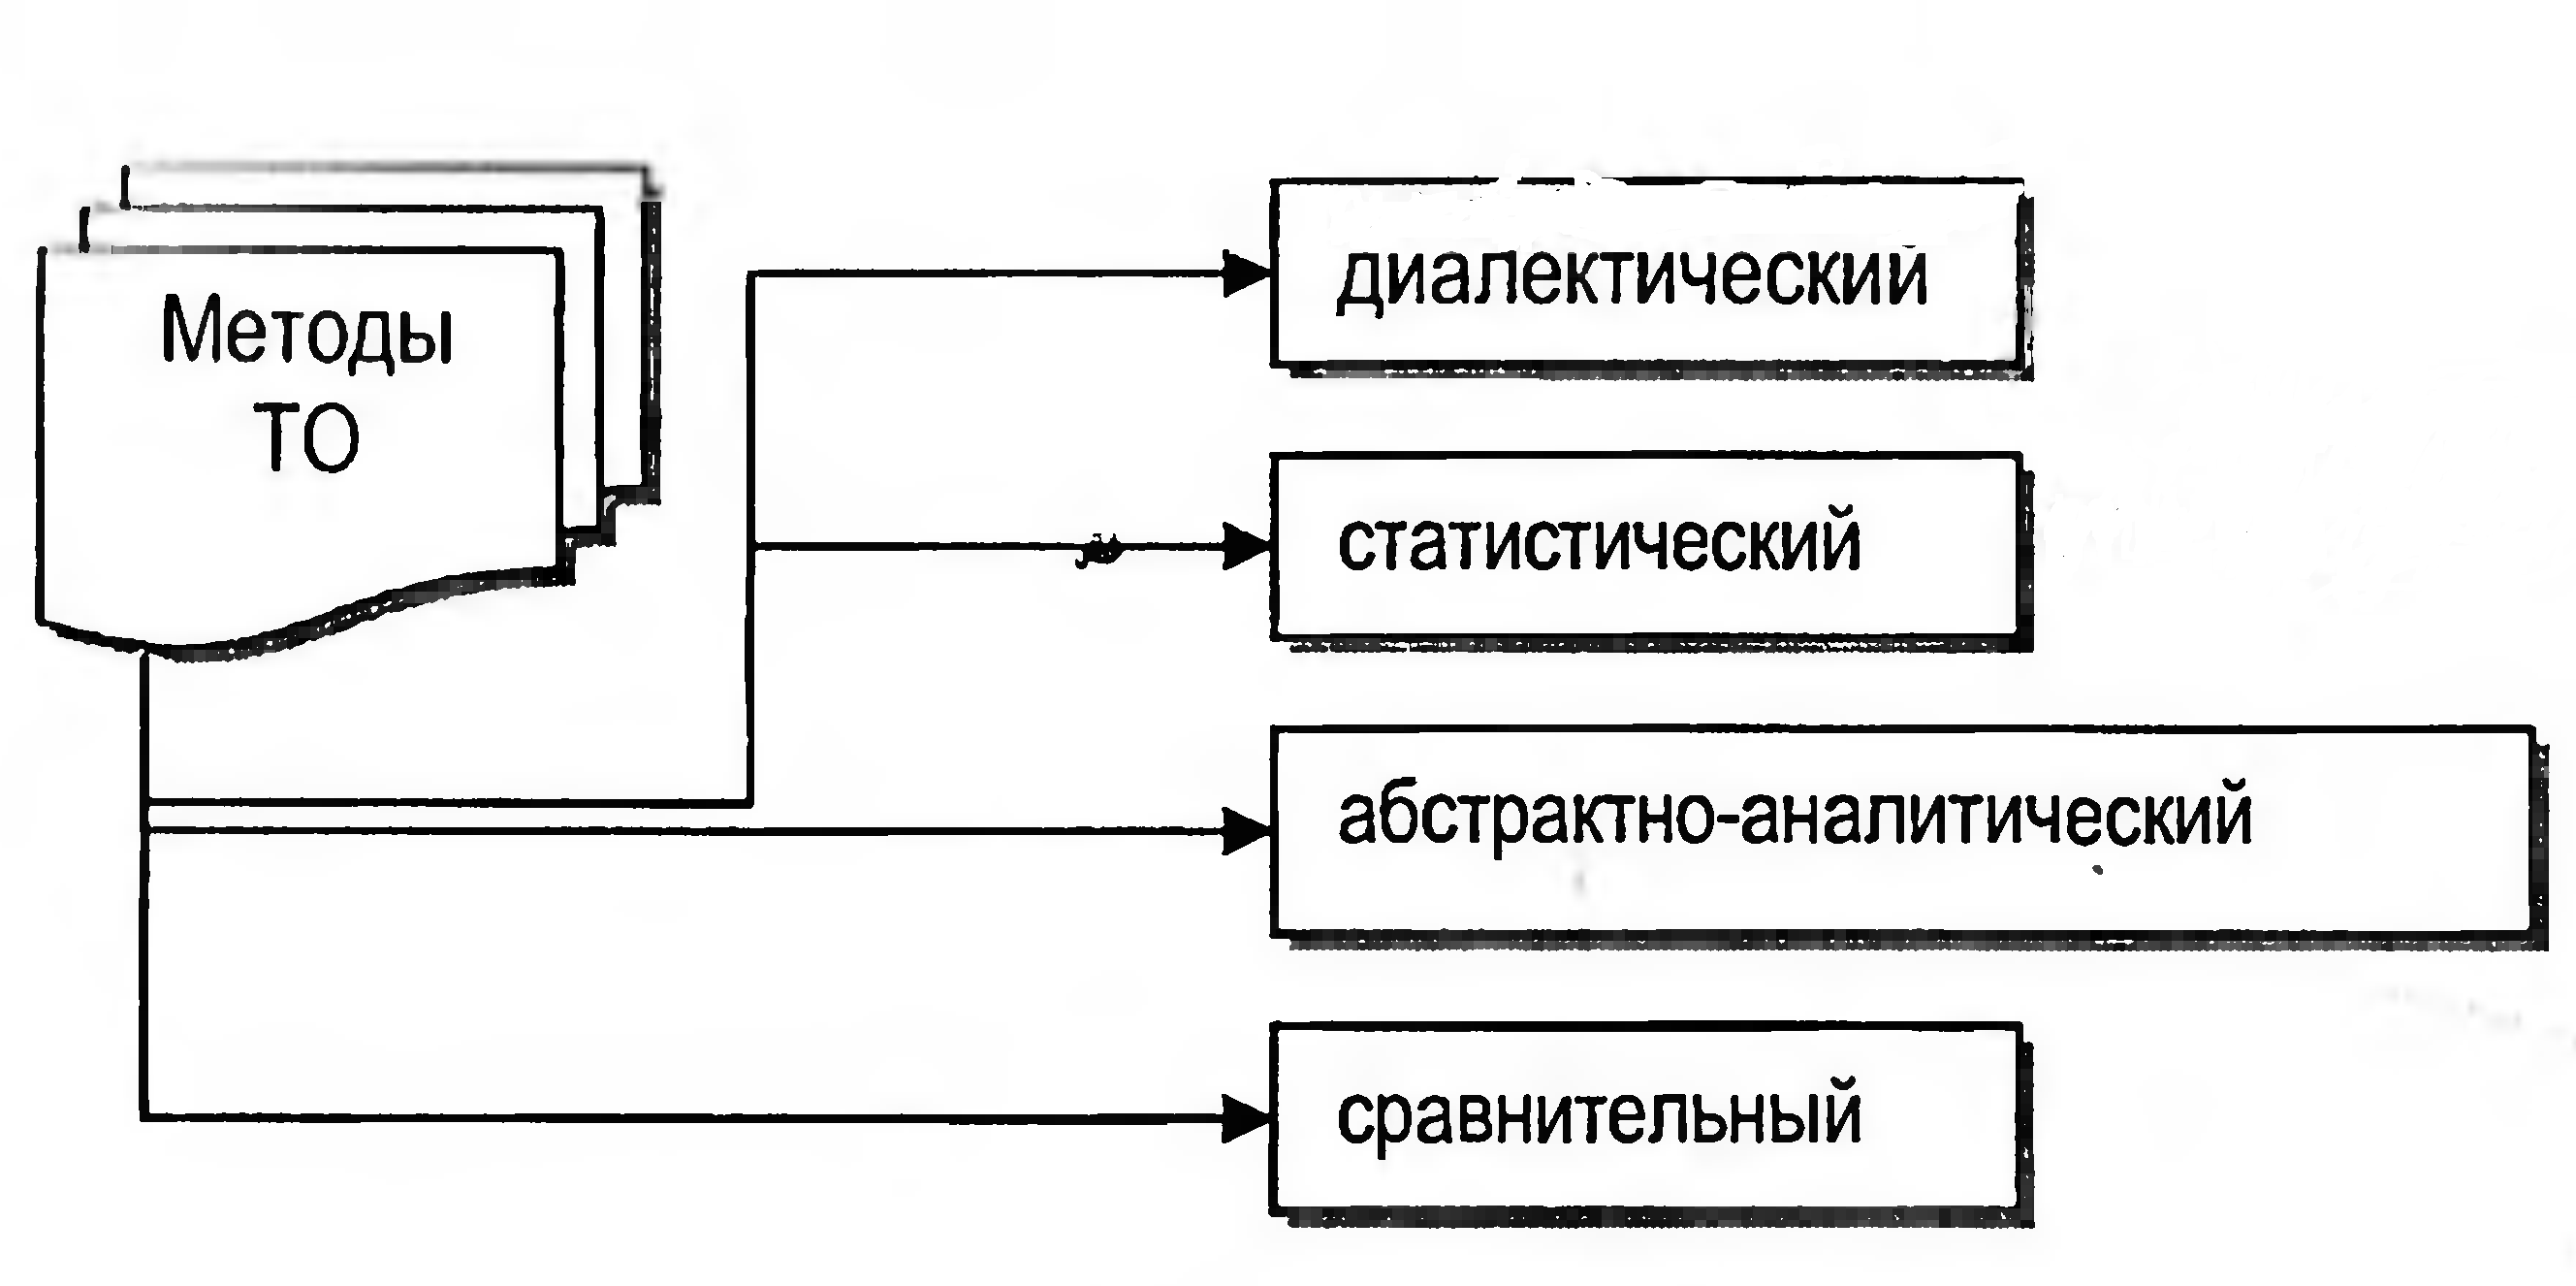 Методы
ТО
диалектический
статистический
абстрактно-аналитический
сравнительный